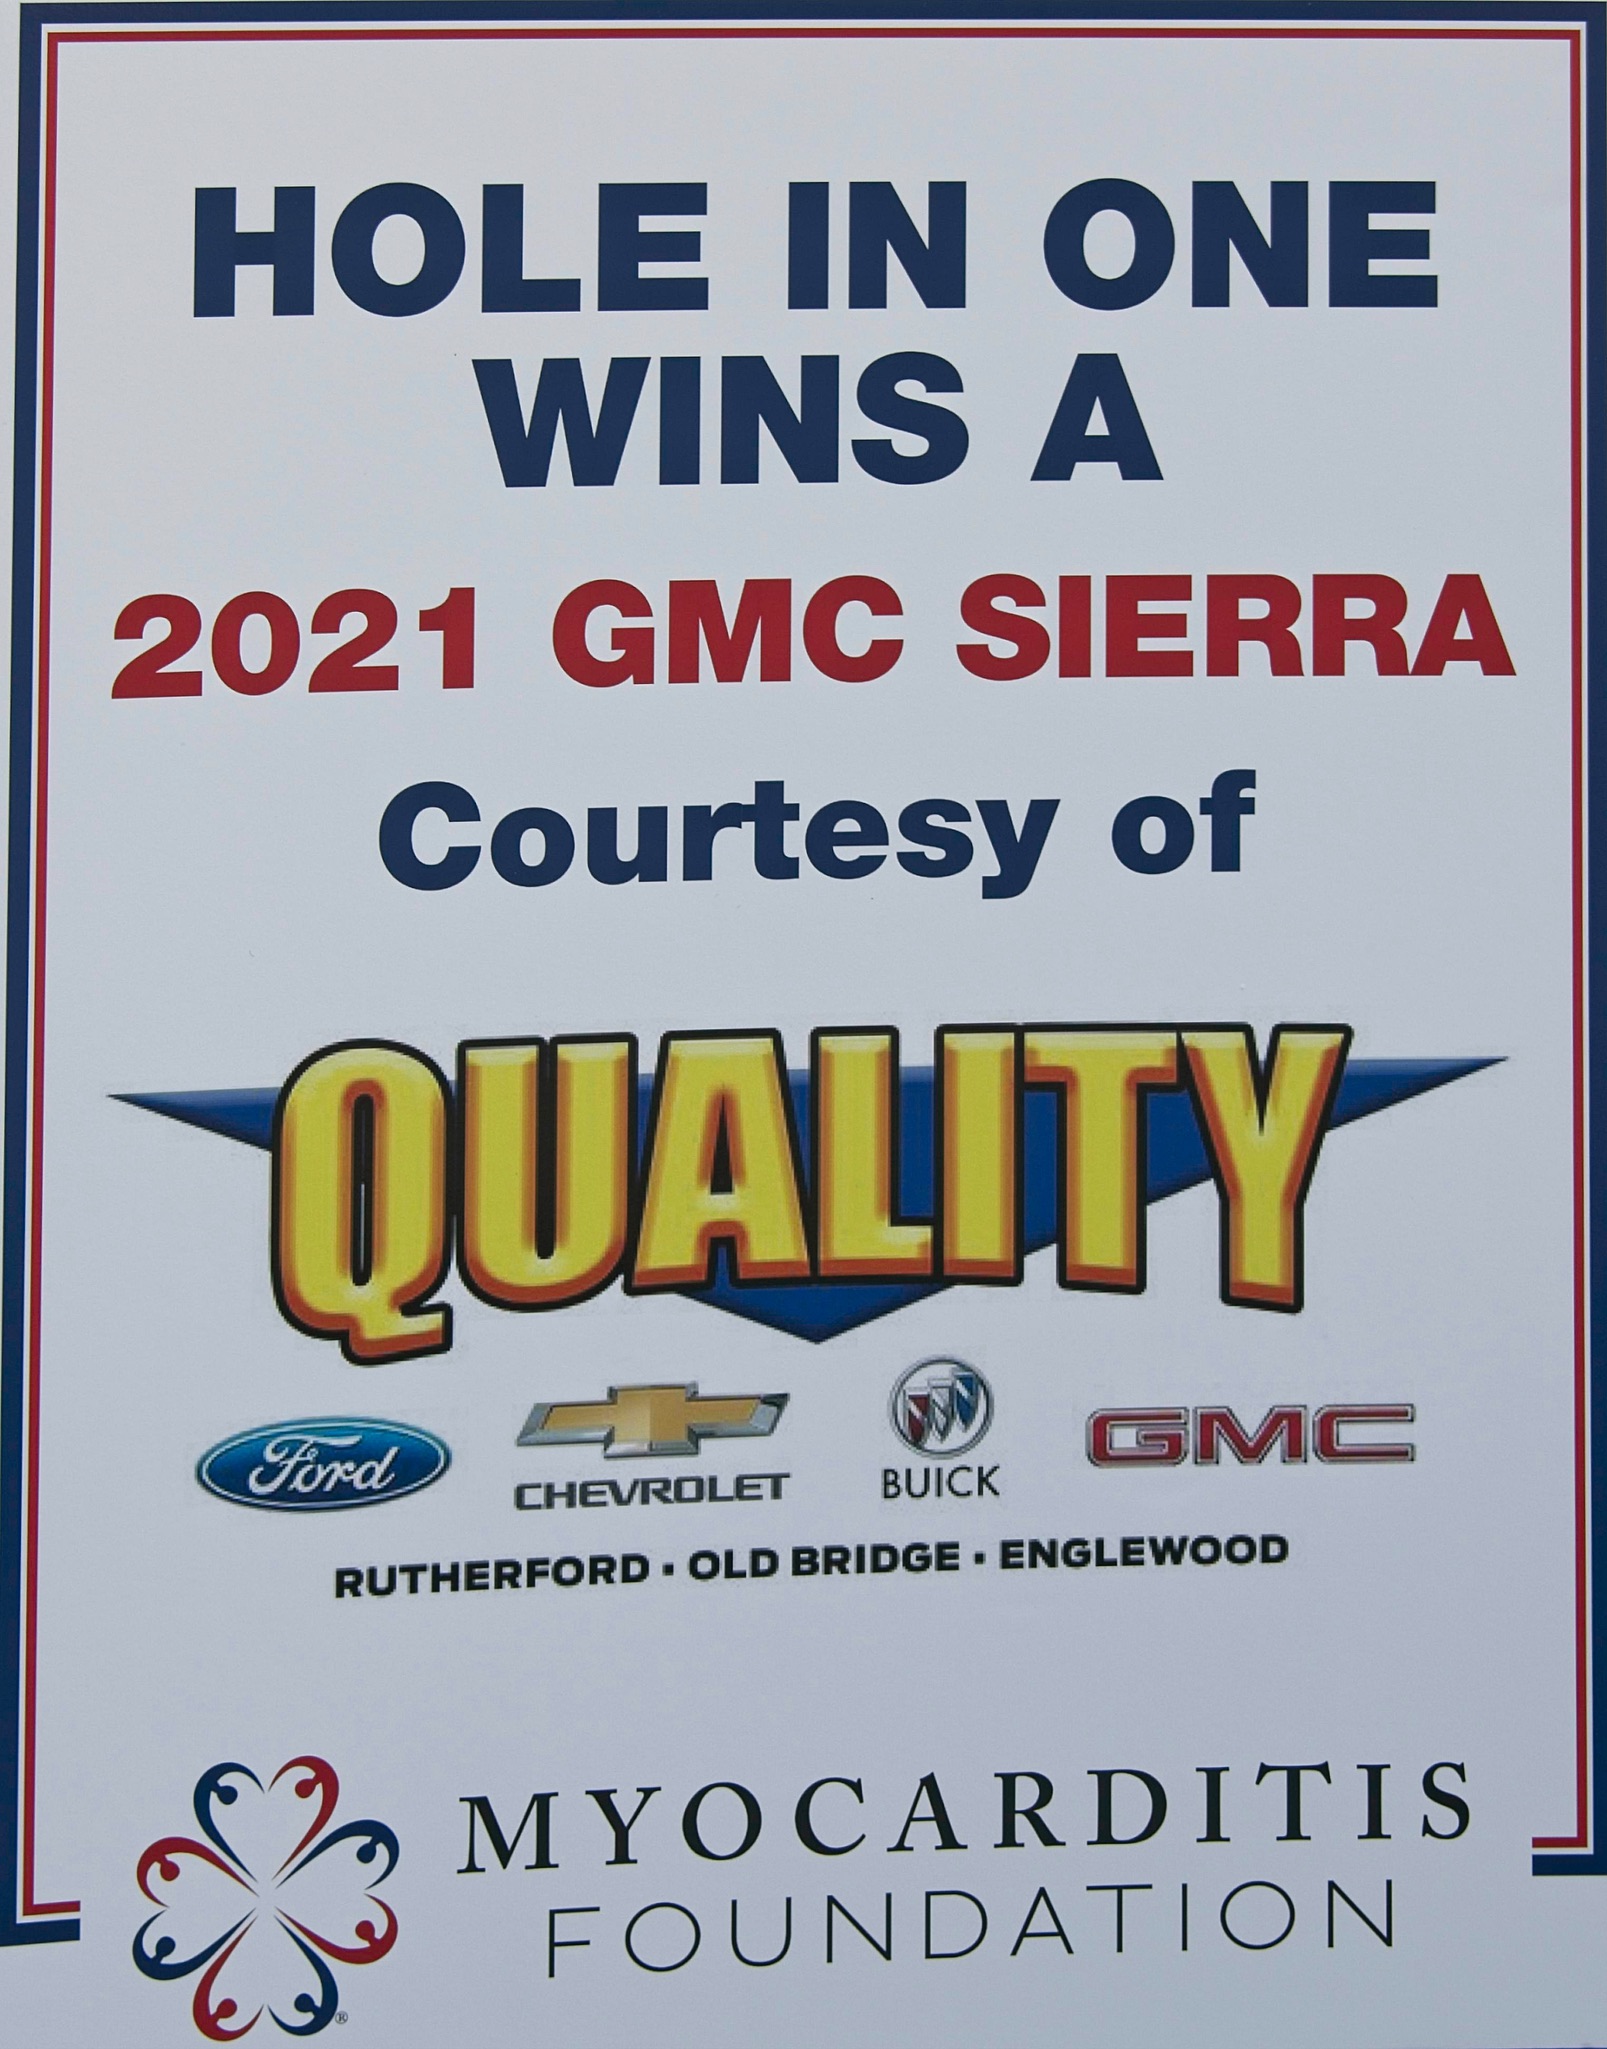 HOLE IN ONE
WINS A
2021 GMC SIERRA
Courtesy of
QUALITY
Ford
CHEVROLET
BUICK
GMC
RUTHERFORD ▪ OLD BRIDGE ▪ ENGLEWOOD
MYOCARDITIS
FOUNDATION
®